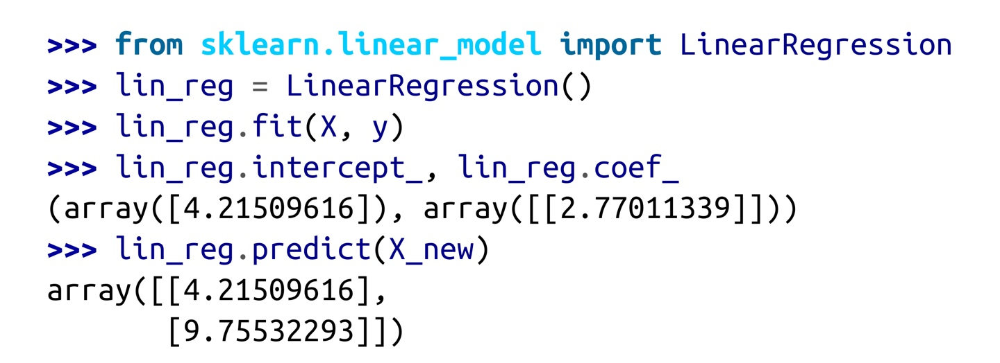 >>> from sklearn.linear_model import LinearRegression
>>> lin_reg = LinearRegression()
>>> lin_reg.fit(X, y)
>>> lin_reg.intercept_, lin_reg.coef_
(array([4.21509616]), array([[2.77011339]]))
>>> lin_reg.predict(X_new)
array([[4.21509616],
       [9.75532293]])